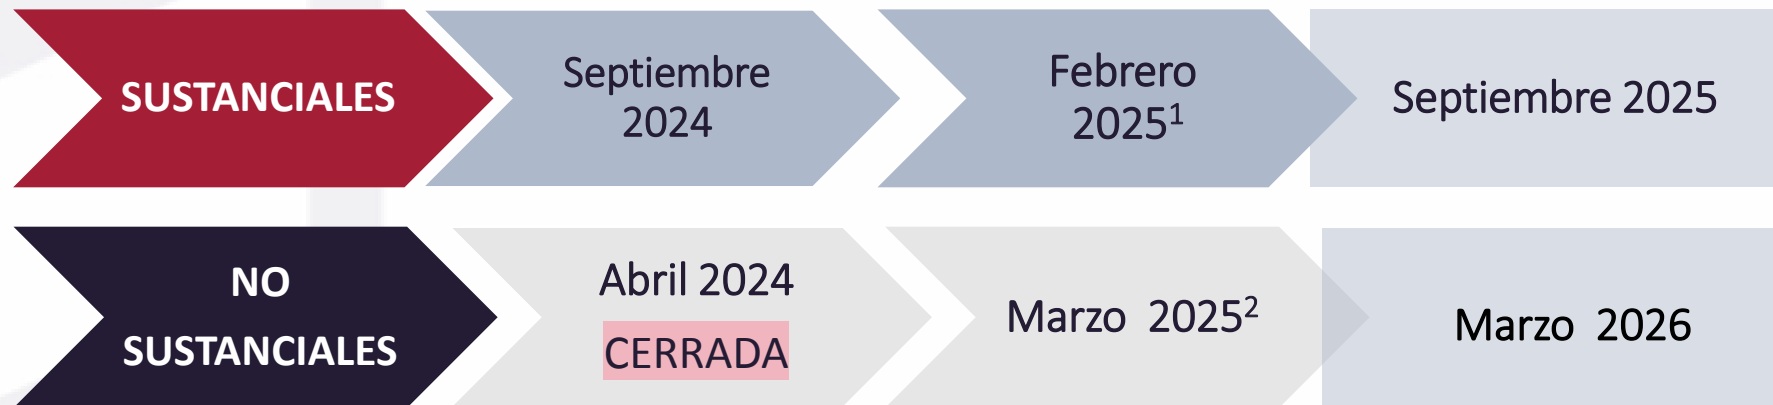 SUSTANCIALES
Septiembre
2024
Febrero
2025¹
Septiembre 2025
NO
SUSTANCIALES
Abril 2024
CERRADA
Marzo  2025²
Marzo  2026